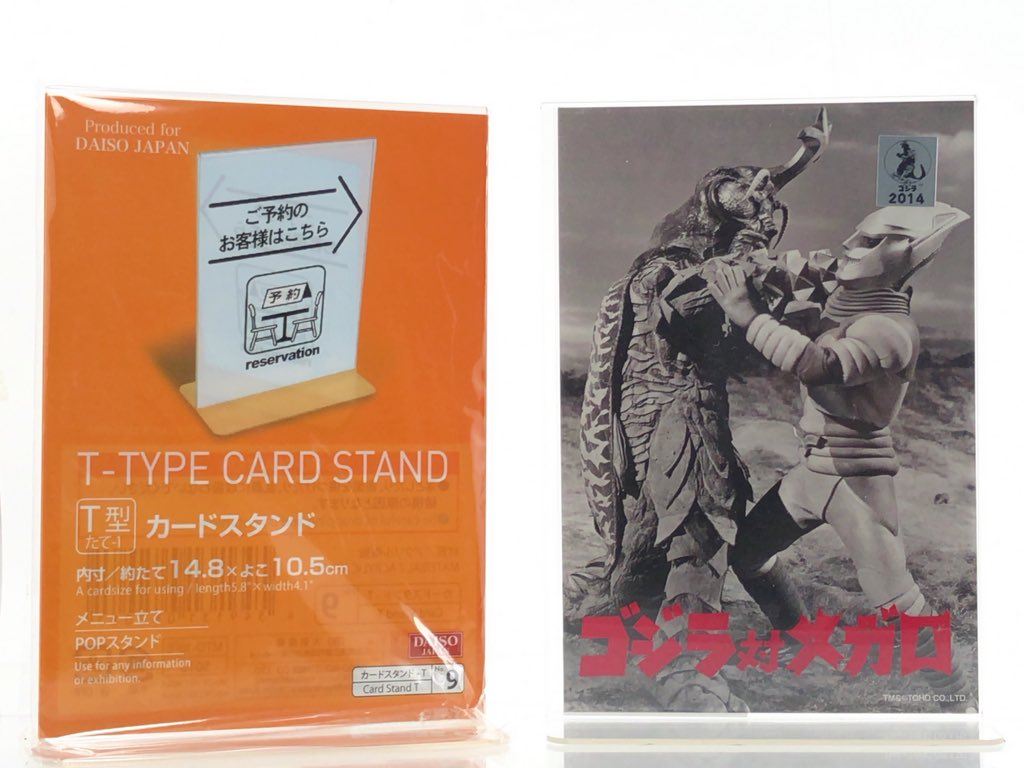 Produced for
DAISO JAPAN
ご予約の
お客様はこちら
予約
reservation
T-TYPE CARD STAND
T型
たて-I
カードスタンド
内寸/約たて14.8×よこ10.5cm
A cardsize for using / length5.8"×width4.1"
メニュー立て
POPスタンド
Use for any information
or exhibition.
DAISO
JAPAN
カードスタンド-T
Card Stand T
No.
9
ゴジラ
2014
ゴジラ対メガロ
TM&©TOHO CO.,LTD.